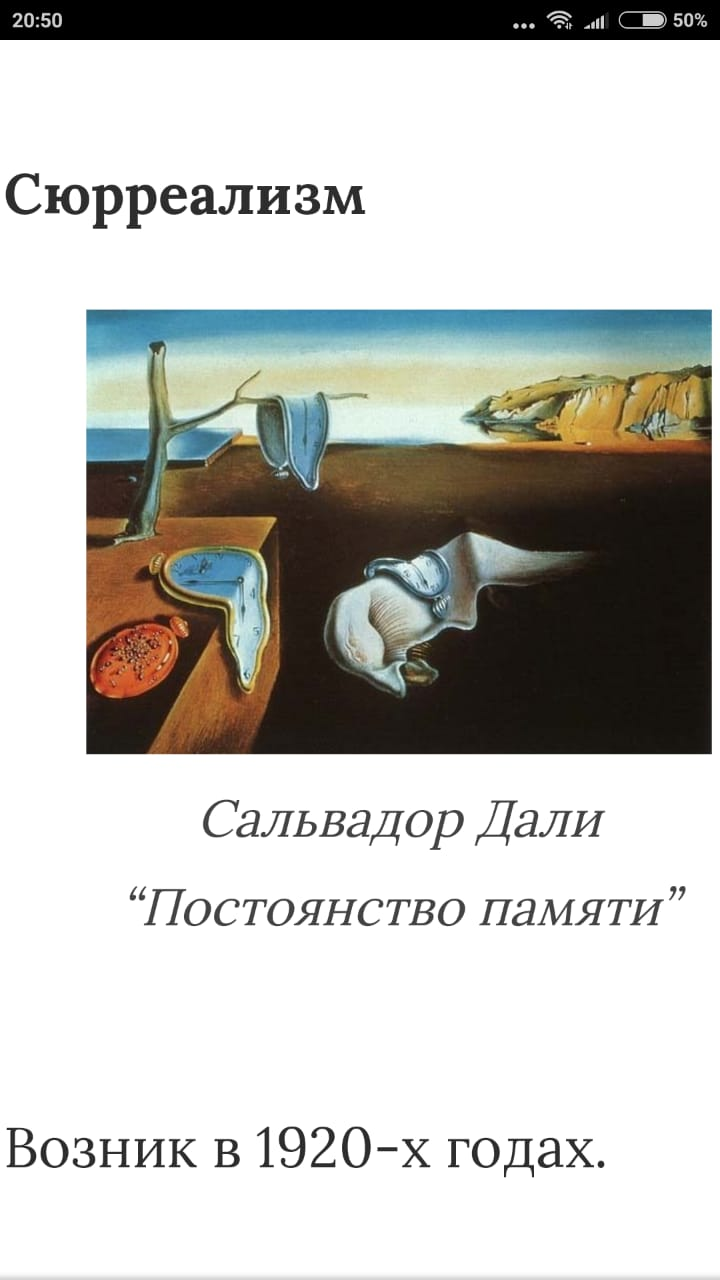 20:50
50%
Сюрреализм
Сальвадор Дали
“Постоянство памяти”
Возник в 1920-х годах.